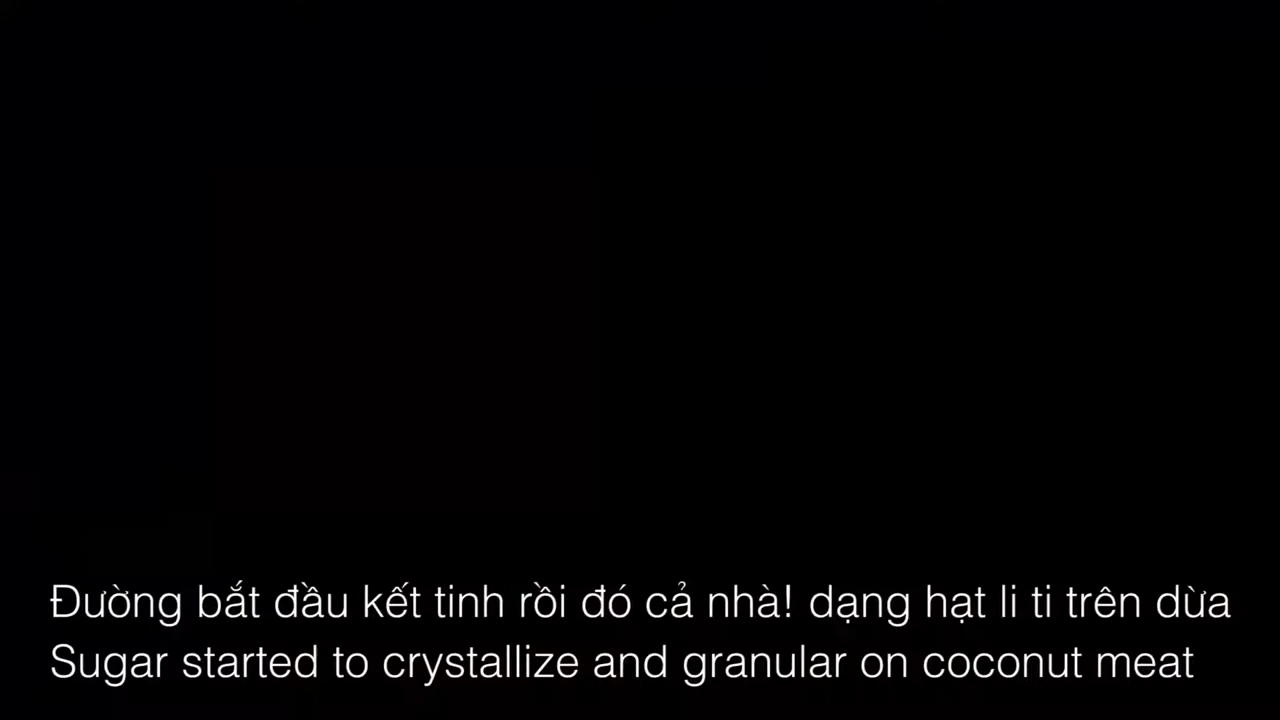 Đường bắt đầu kết tinh rồi đó cả nhà! dạng hạt li ti trên dừa
Sugar started to crystallize and granular on coconut meat